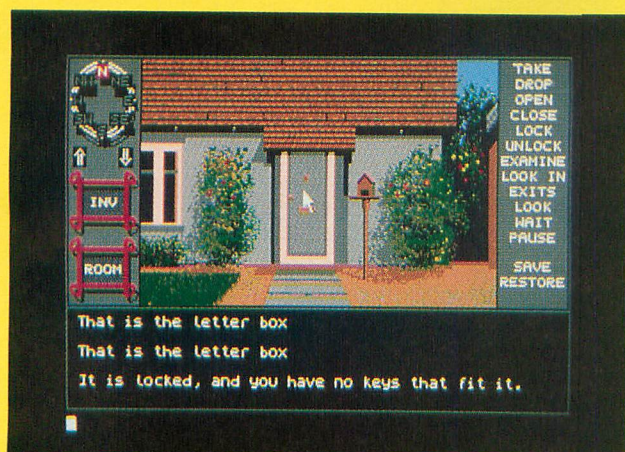 N
NE
INV
ROOM
TAKE
DROP
OPEN
CLOSE
LOCK
UNLOCK
EXAMINE
LOOK IN
EXITS
LOOK
WAIT
PAUSE
SAVE
RESTORE
That is the letter box
That is the letter box
It is locked, and you have no keys that fit it.